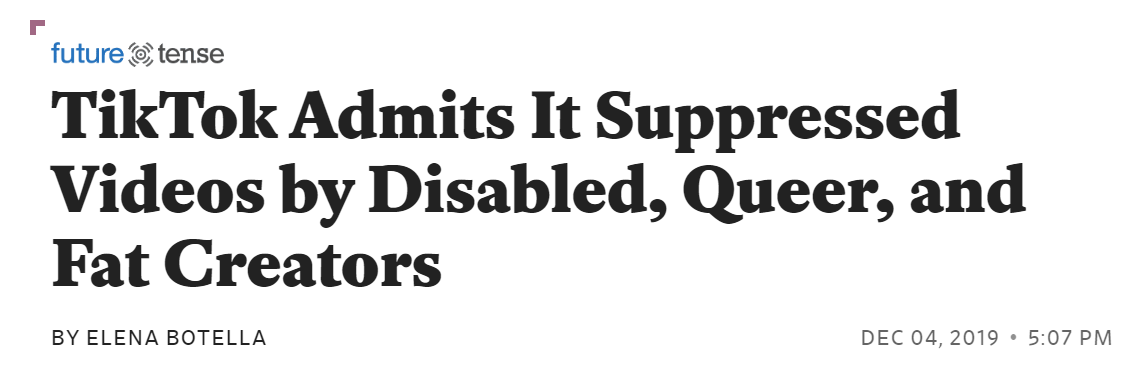 future tense
TikTok Admits It Suppressed
Videos by Disabled, Queer, and
Fat Creators
BY ELENA BOTELLA DEC 04, 2019 • 5:07 PM